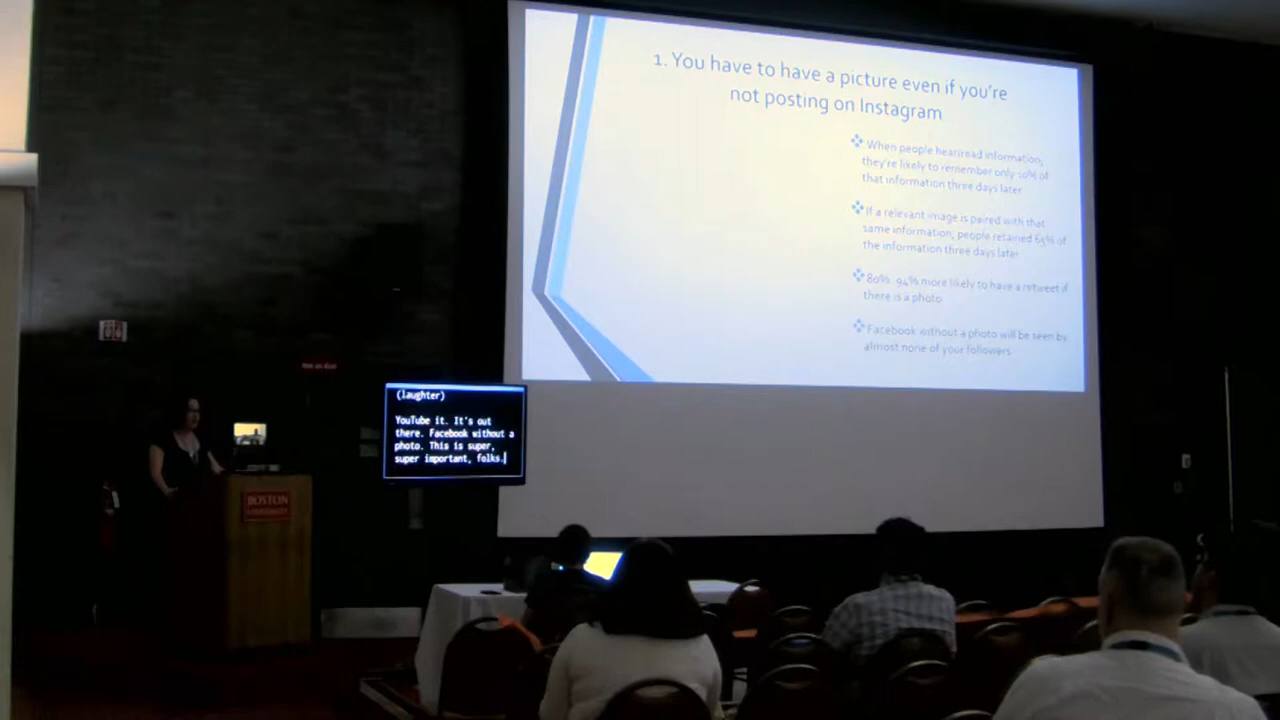 1. You have to have a picture even if you're
not posting on Instagram
When people hear/read information,
they're likely to remember only 10% of
that information three days later
If a relevant image is paired with that
same information, people retained 65% of
the information three days later
80% 94% more likely to have a retweet if
there is a photo
Facebook without a photo will be seen by
almost none of your followers
(laughter)
YouTube it. It's out
there. Facebook without a
photo. This is super,
super important, folks.
BOSTON
UNIVERSITY